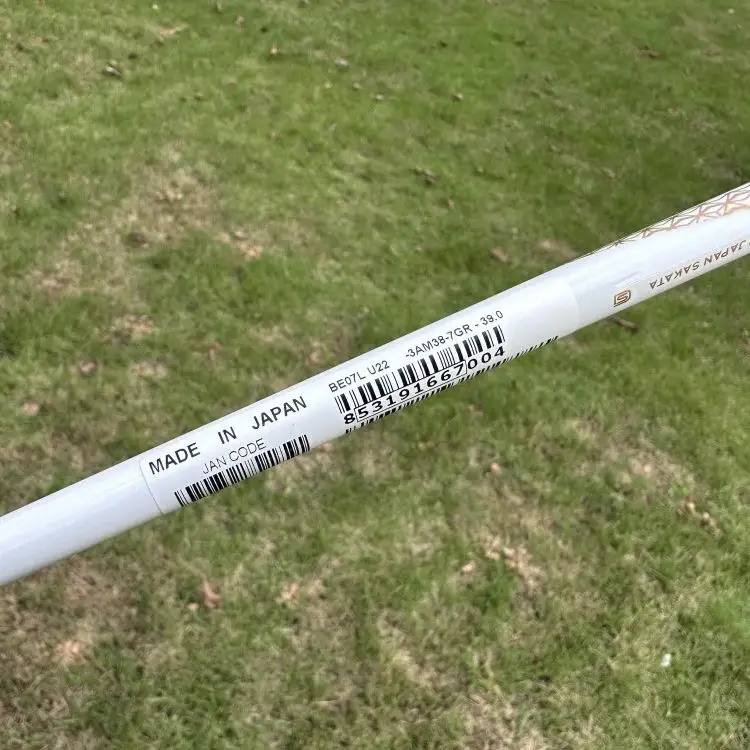 BE07L U22 -3AM38-7GR - 39.0
853191667004
MADE IN JAPAN
JAN CODE
JAPAN SAKATA